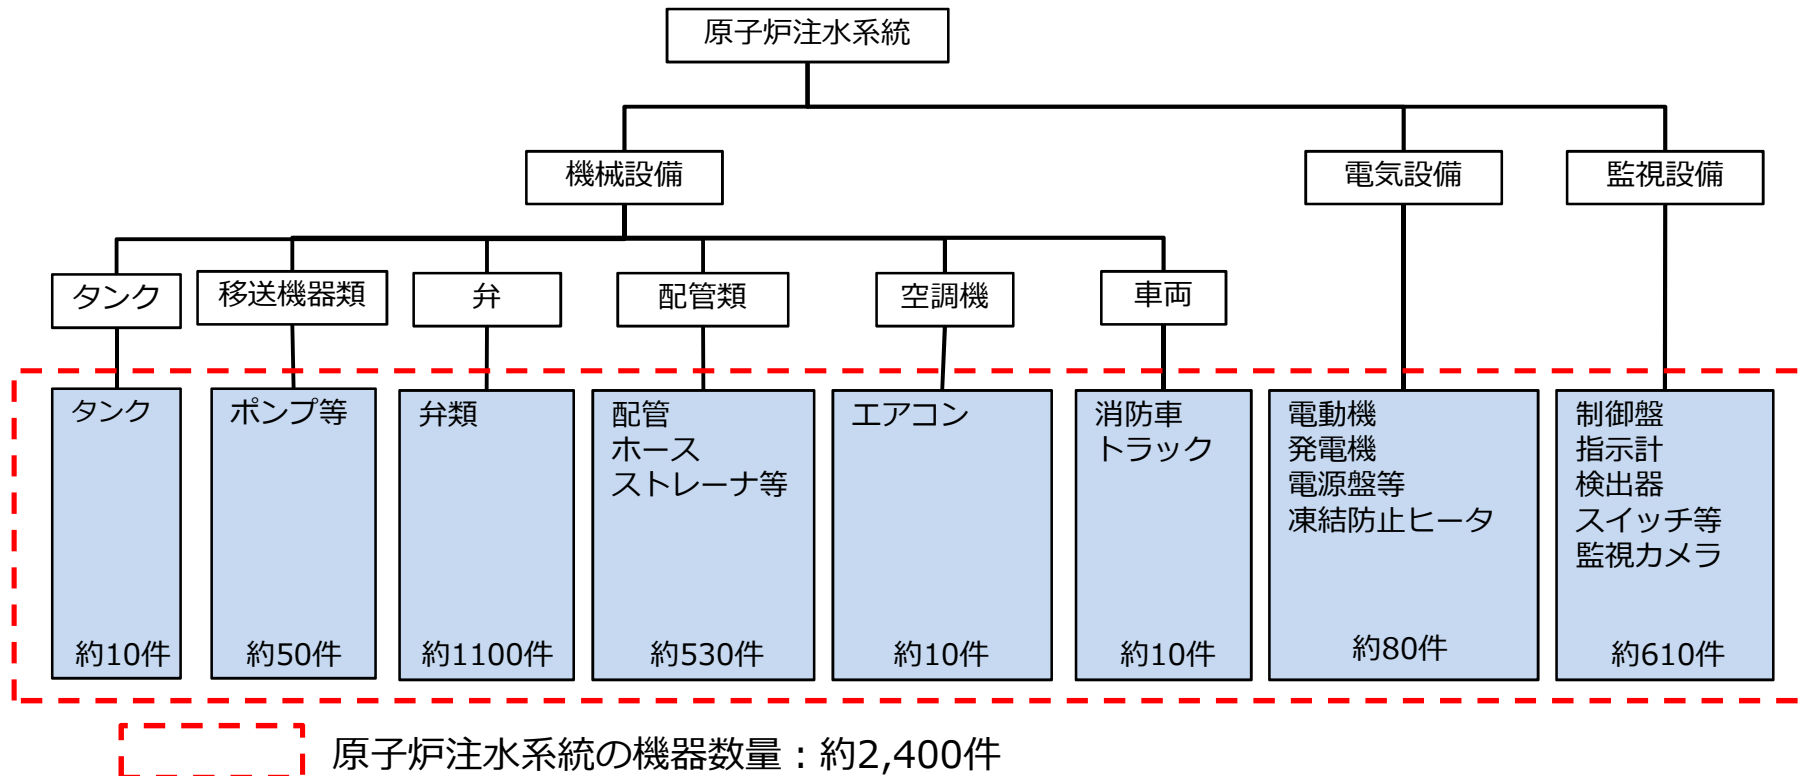 原子炉注水系統
機械設備
電気設備
監視設備
タンク
移送機器類
弁
配管類
空調機
車両
タンク
約10件
ポンプ等
約50件
弁類
約1100件
配管
ホース
ストレーナ等
約530件
エアコン
約10件
消防車
トラック
約10件
電動機
発電機
電源盤等
凍結防止ヒータ
約80件
制御盤
指示計
検出器
スイッチ等
監視カメラ
約610件
原子炉注水系統の機器数量：約2,400件